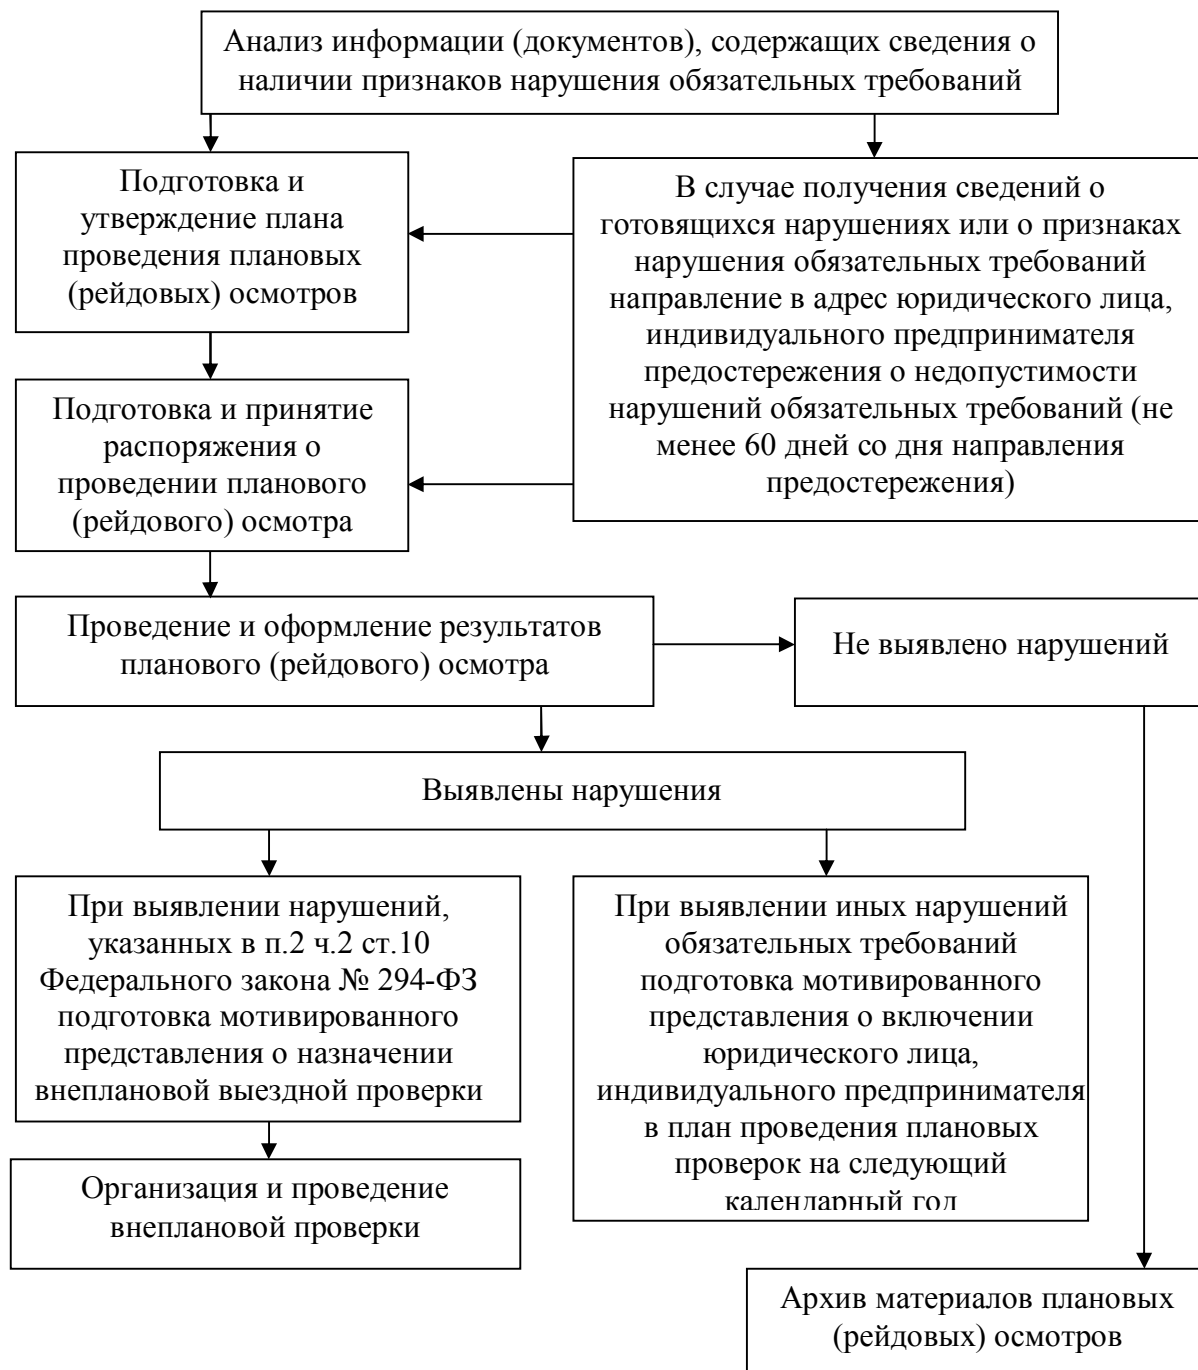 Анализ информации (документов), содержащих сведения о
наличии признаков нарушения обязательных требований
Подготовка и
утверждение плана
проведения плановых
(рейдовых) осмотров
В случае получения сведений о
готовящихся нарушениях или о признаках
нарушения обязательных требований
направление в адрес юридического лица,
индивидуального предпринимателя
предостережения о недопустимости
нарушений обязательных требований (не
менее 60 дней со дня направления
предостережения)
Подготовка и принятие
распоряжения о
проведении планового
(рейдового) осмотра
Проведение и оформление результатов
планового (рейдового) осмотра
Не выявлено нарушений
Выявлены нарушения
При выявлении нарушений,
указанных в п.2 ч.2 ст.10
Федерального закона № 294-ФЗ
подготовка мотивированного
представления о назначении
внеплановой выездной проверки
При выявлении иных нарушений
обязательных требований
подготовка мотивированного
представления о включении
юридического лица,
индивидуального предпринимателя
в план проведения плановых
проверок на следующий
календарный год
Организация и проведение
внеплановой проверки
Архив материалов плановых
(рейдовых) осмотров